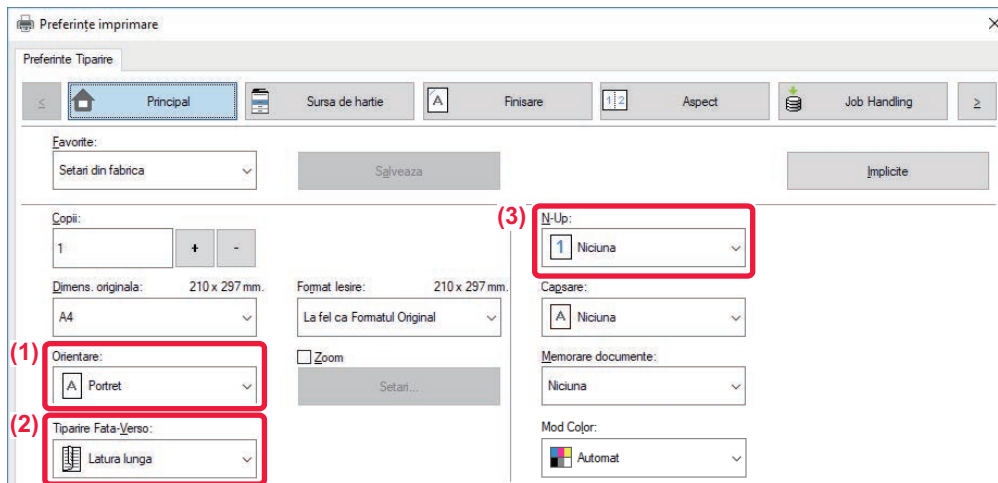 Preferințe imprimare
Preferinte Tiparire
< Principal Sursa de hartie A Finisare 1 2 Aspect Job Handling >
Favorite:
Setari din fabrica Salveaza Implicite
Copii: (3) N-Up:
1 + - 1 Niciuna
Dimens. originala: 210 x 297 mm. Format Iesire: 210 x 297 mm. Capsare:
A4 La fel ca Formatul Original A Niciuna
(1) Orientare: Zoom Memorare documente:
A Portret Setari... Niciuna
(2) Tiparire Fata-Verso: Mod Color:
Latura lunga Automat